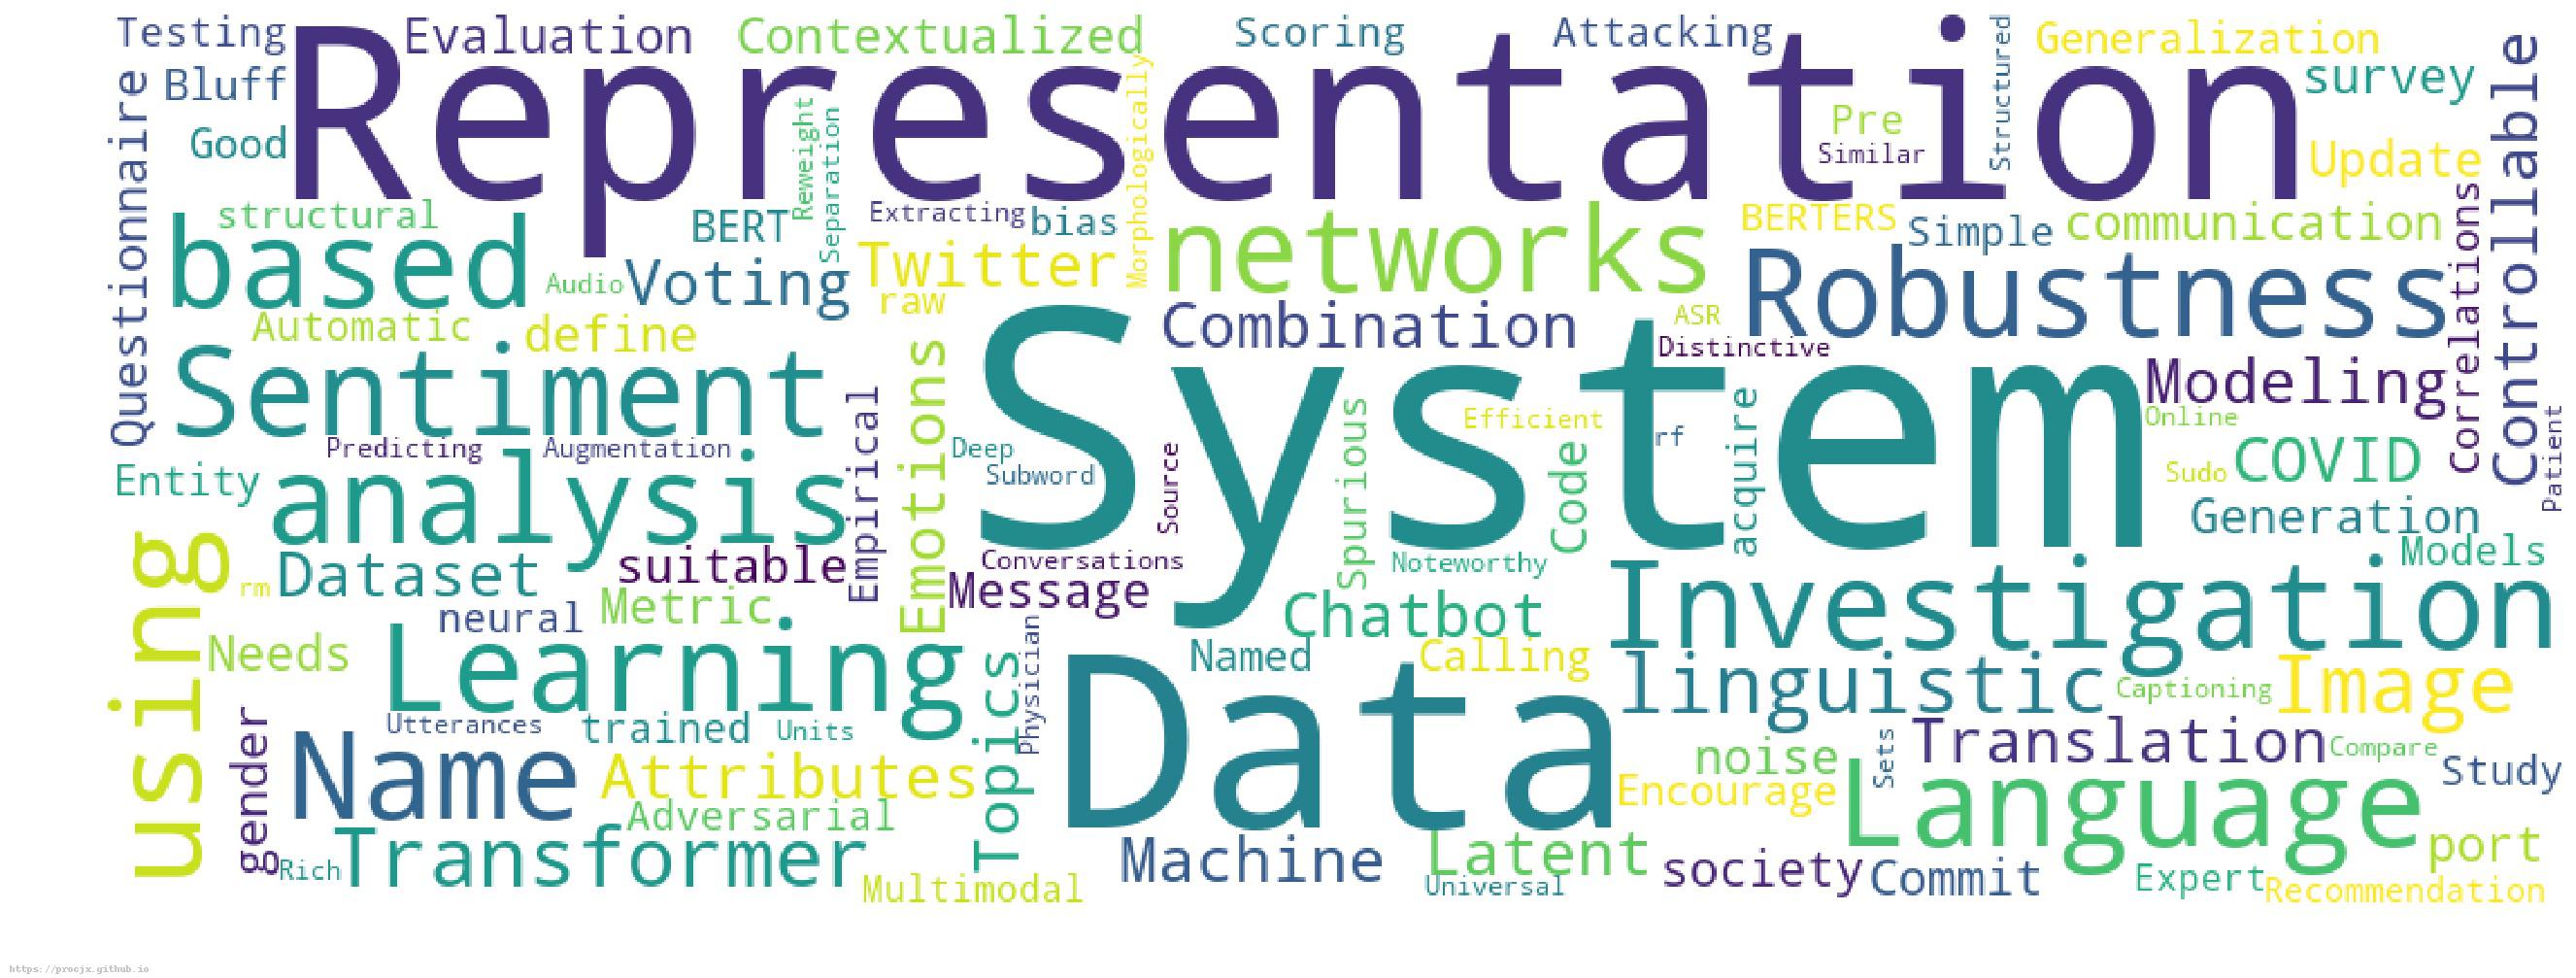 Testing
Evaluation
Contextualized
Scoring
Attacking
Structured
Generalization
Controllable
Representation
Questionnaire
Bluff
Good
Reweight
Separation
Morphologically
Pre
Similar
survey
Update
structural
BERT
Extracting
bias
networks
BERTERS
Simple
communication
Correlations
based
Audio
Voting
Twitter
raw
Robustness
Automatic
define
Combination
ASR
Distinctive
Sentiment
Emotions
System
Modeling
Online
Patient
Predicting
Augmentation
Empirical
Deep
Subword
Source
Spurious
Efficient
Code
rf
acquire
Sudo
COVID
Entity
analysis
Generation
using
rm
Dataset
suitable
Conversations
Message
Noteworthy
Models
neural
Metric
Chatbot
Investigation
Needs
Learning
Topics
Physician
Named
Calling
linguistic
Captioning
Image
gender
Utterances
trained
Units
Data
noise
Sets
Translation
Compare
Study
Name
Attributes
Encourage
Language
Adversarial
Rich
Transformer
Multimodal
Machine
Latent
Universal
society
Commit
Expert
port
Recommendation
https://procjx.github.io